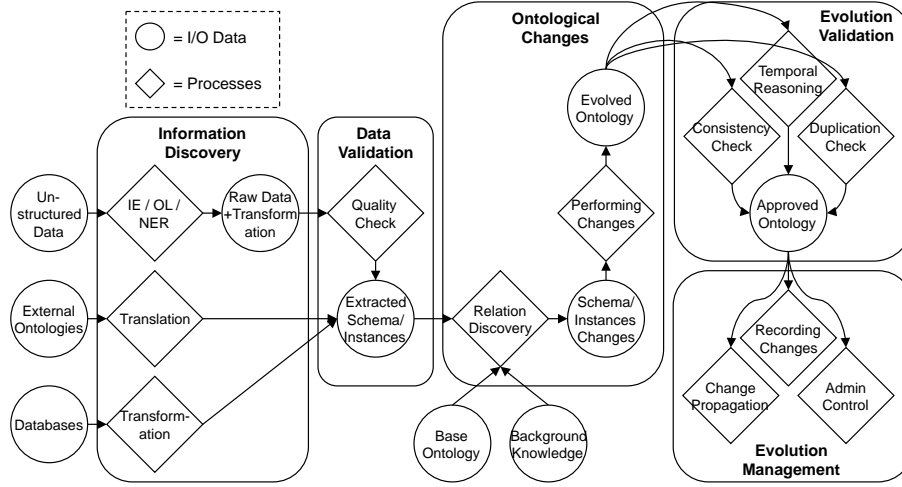 = I/O Data
= Processes
Information
Discovery
Data
Validation
Ontological
Changes
Evolution
Validation
Un-
structured
Data
IE / OL /
NER
Raw Data
+Transfor-
mation
Quality
Check
External
Ontologies
Translation
Extracted
Schema/
Instances
Databases
Transform-
ation
Relation
Discovery
Schema/
Instances
Changes
Performing
Changes
Evolved
Ontology
Base
Ontology
Background
Knowledge
Temporal
Reasoning
Consistency
Check
Duplication
Check
Approved
Ontology
Recording
Changes
Change
Propagation
Admin
Control
Evolution
Management